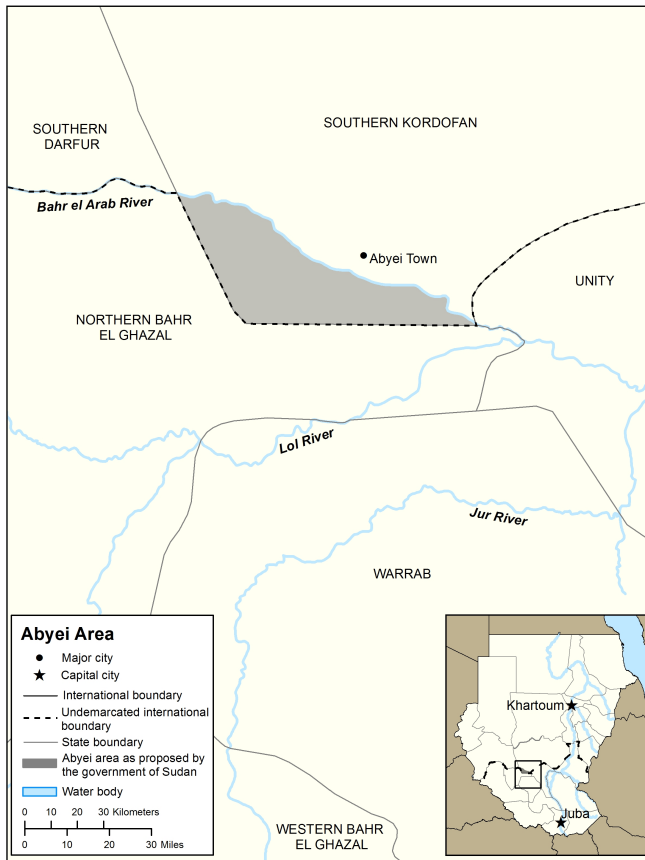 SOUTHERN KORDOFAN
SOUTHERN
DARFUR
Bahr el Arab River
Abyei Town
UNITY
NORTHERN BAHR
EL GHAZAL
Lol River
Jur River
WARRAB
WESTERN BAHR
EL GHAZAL
Abyei Area
Major city
Capital city
International boundary
Undemarcated international
boundary
State boundary
Abyei area as proposed by
the government of Sudan
Water body
0 10 20 30 Kilometers
0 10 20 30 Miles
Khartoum
Juba